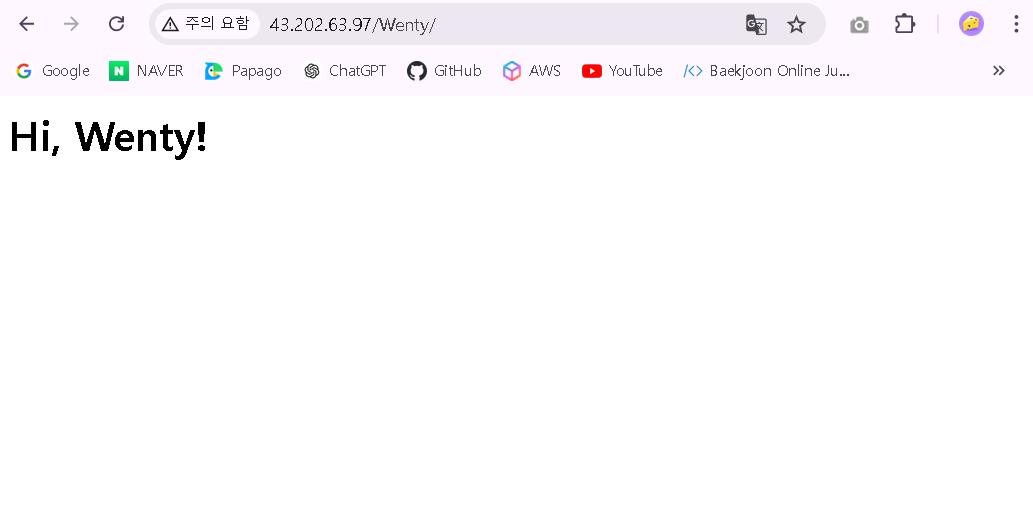 주의 요함 43.202.63.97/Wenty/
Google NAVER Papago ChatGPT GitHub AWS YouTube Baekjoon Online Ju...
Hi, Wenty!